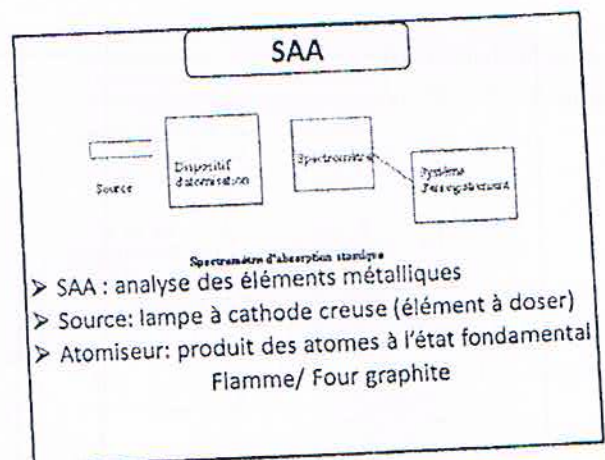 SAA
Source
Dispositif
d'atomisation
Spectromètre
Système
d'enregistrement
Spectromètre d'absorption atomique
➢ SAA : analyse des éléments métalliques
➢ Source: lampe à cathode creuse (élément à doser)
➢ Atomiseur: produit des atomes à l'état fondamental
Flamme/ Four graphite